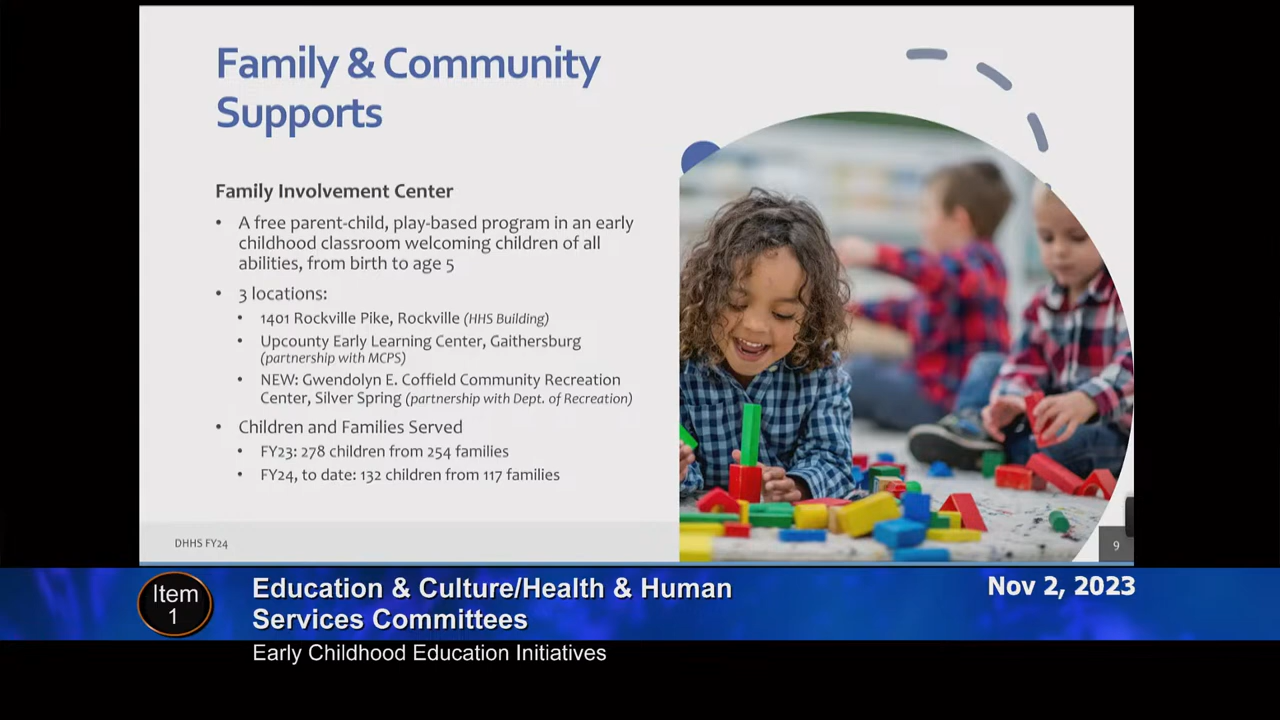 Family & Community
Supports
Family Involvement Center
• A free parent-child, play-based program in an early
childhood classroom welcoming children of all
abilities, from birth to age 5
• 3 locations:
• 1401 Rockville Pike, Rockville (HHS Building)
• Upcounty Early Learning Center, Gaithersburg
(partnership with MCPS)
• NEW: Gwendolyn E. Coffield Community Recreation
Center, Silver Spring (partnership with Dept. of Recreation)
• Children and Families Served
• FY23: 278 children from 254 families
• FY24, to date: 132 children from 117 families
DHHS FY24
9
Item
1
Education & Culture/Health & Human
Services Committees
Nov 2, 2023
Early Childhood Education Initiatives